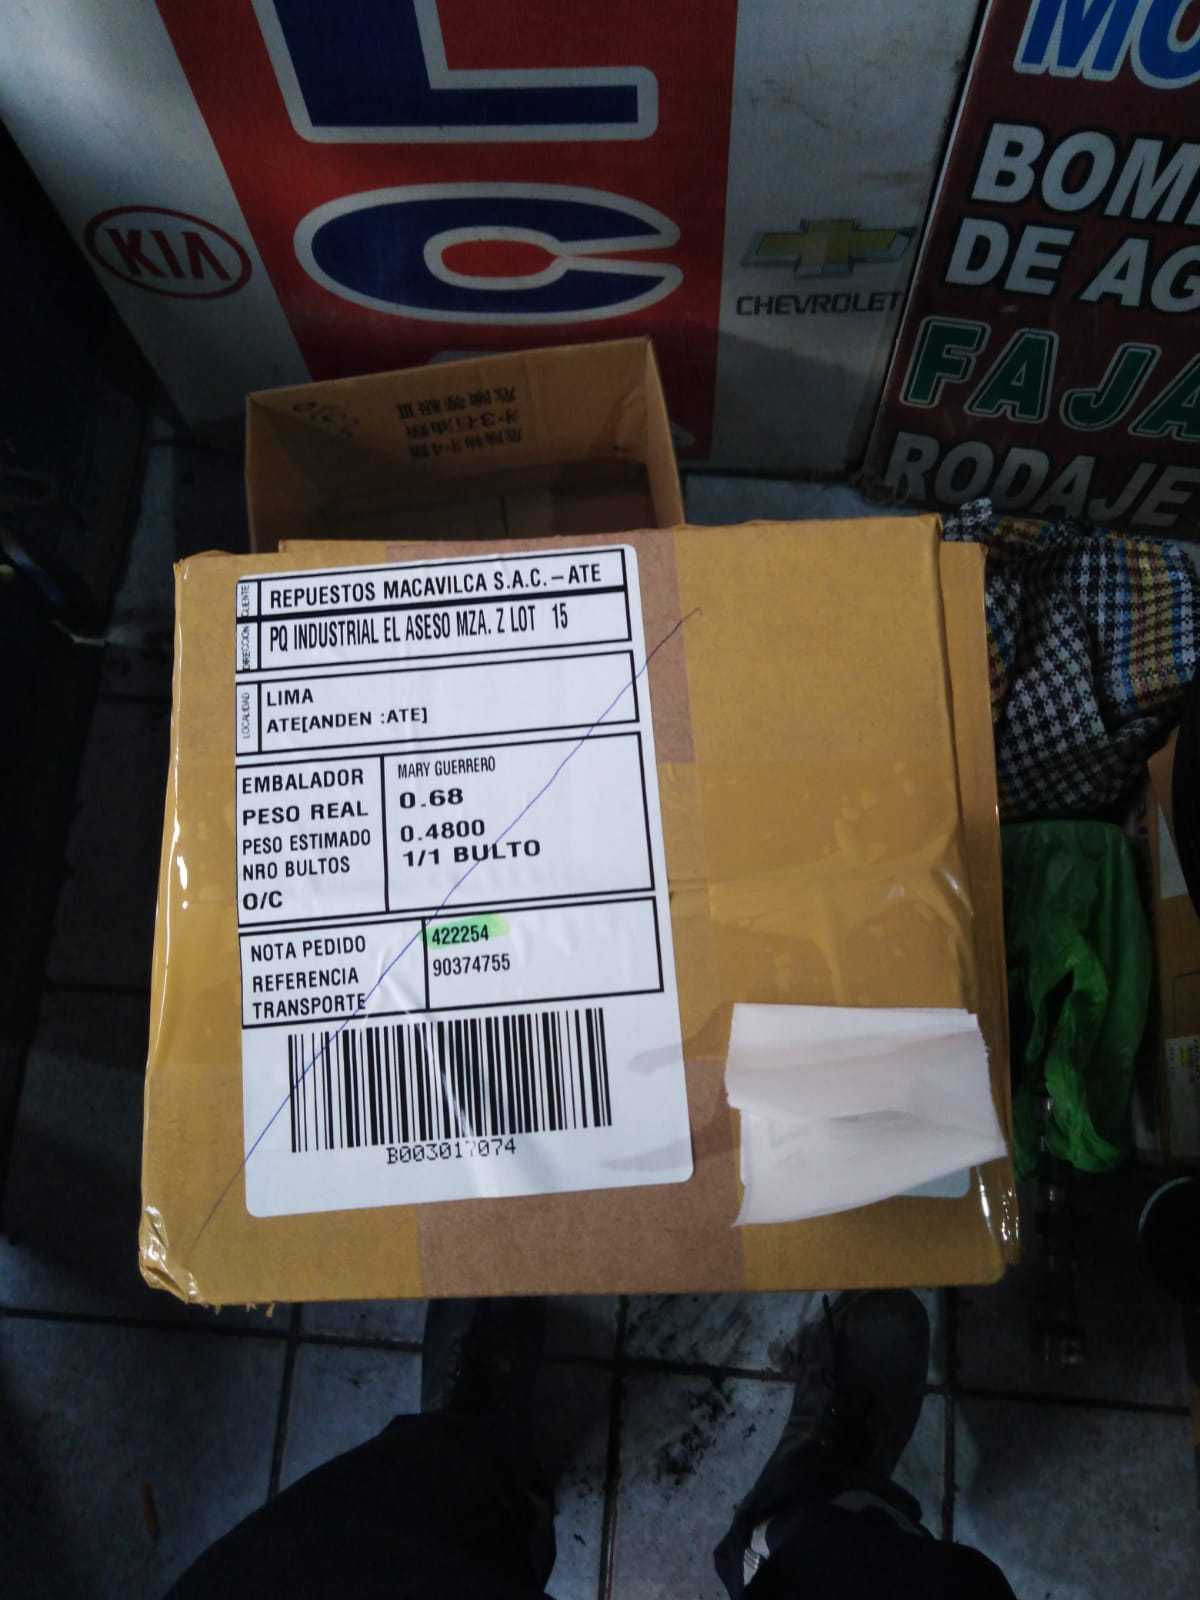 KIA
CHEVROLET
BOM
DE AG
FAJA
RODAJE
CLIENTE
REPUESTOS MACAVILCA S.A.C. - ATE
DIRECCION
PQ INDUSTRIAL EL ASESO MZA. Z LOT 15
LOCALIDAD
LIMA
ATE[ANDEN :ATE]
EMBALADOR MARY GUERRERO
PESO REAL 0.68
PESO ESTIMADO 0.4800
NRO BULTOS 1/1 BULTO
O/C
NOTA PEDIDO 422254
REFERENCIA 90374755
TRANSPORTE
B003017074